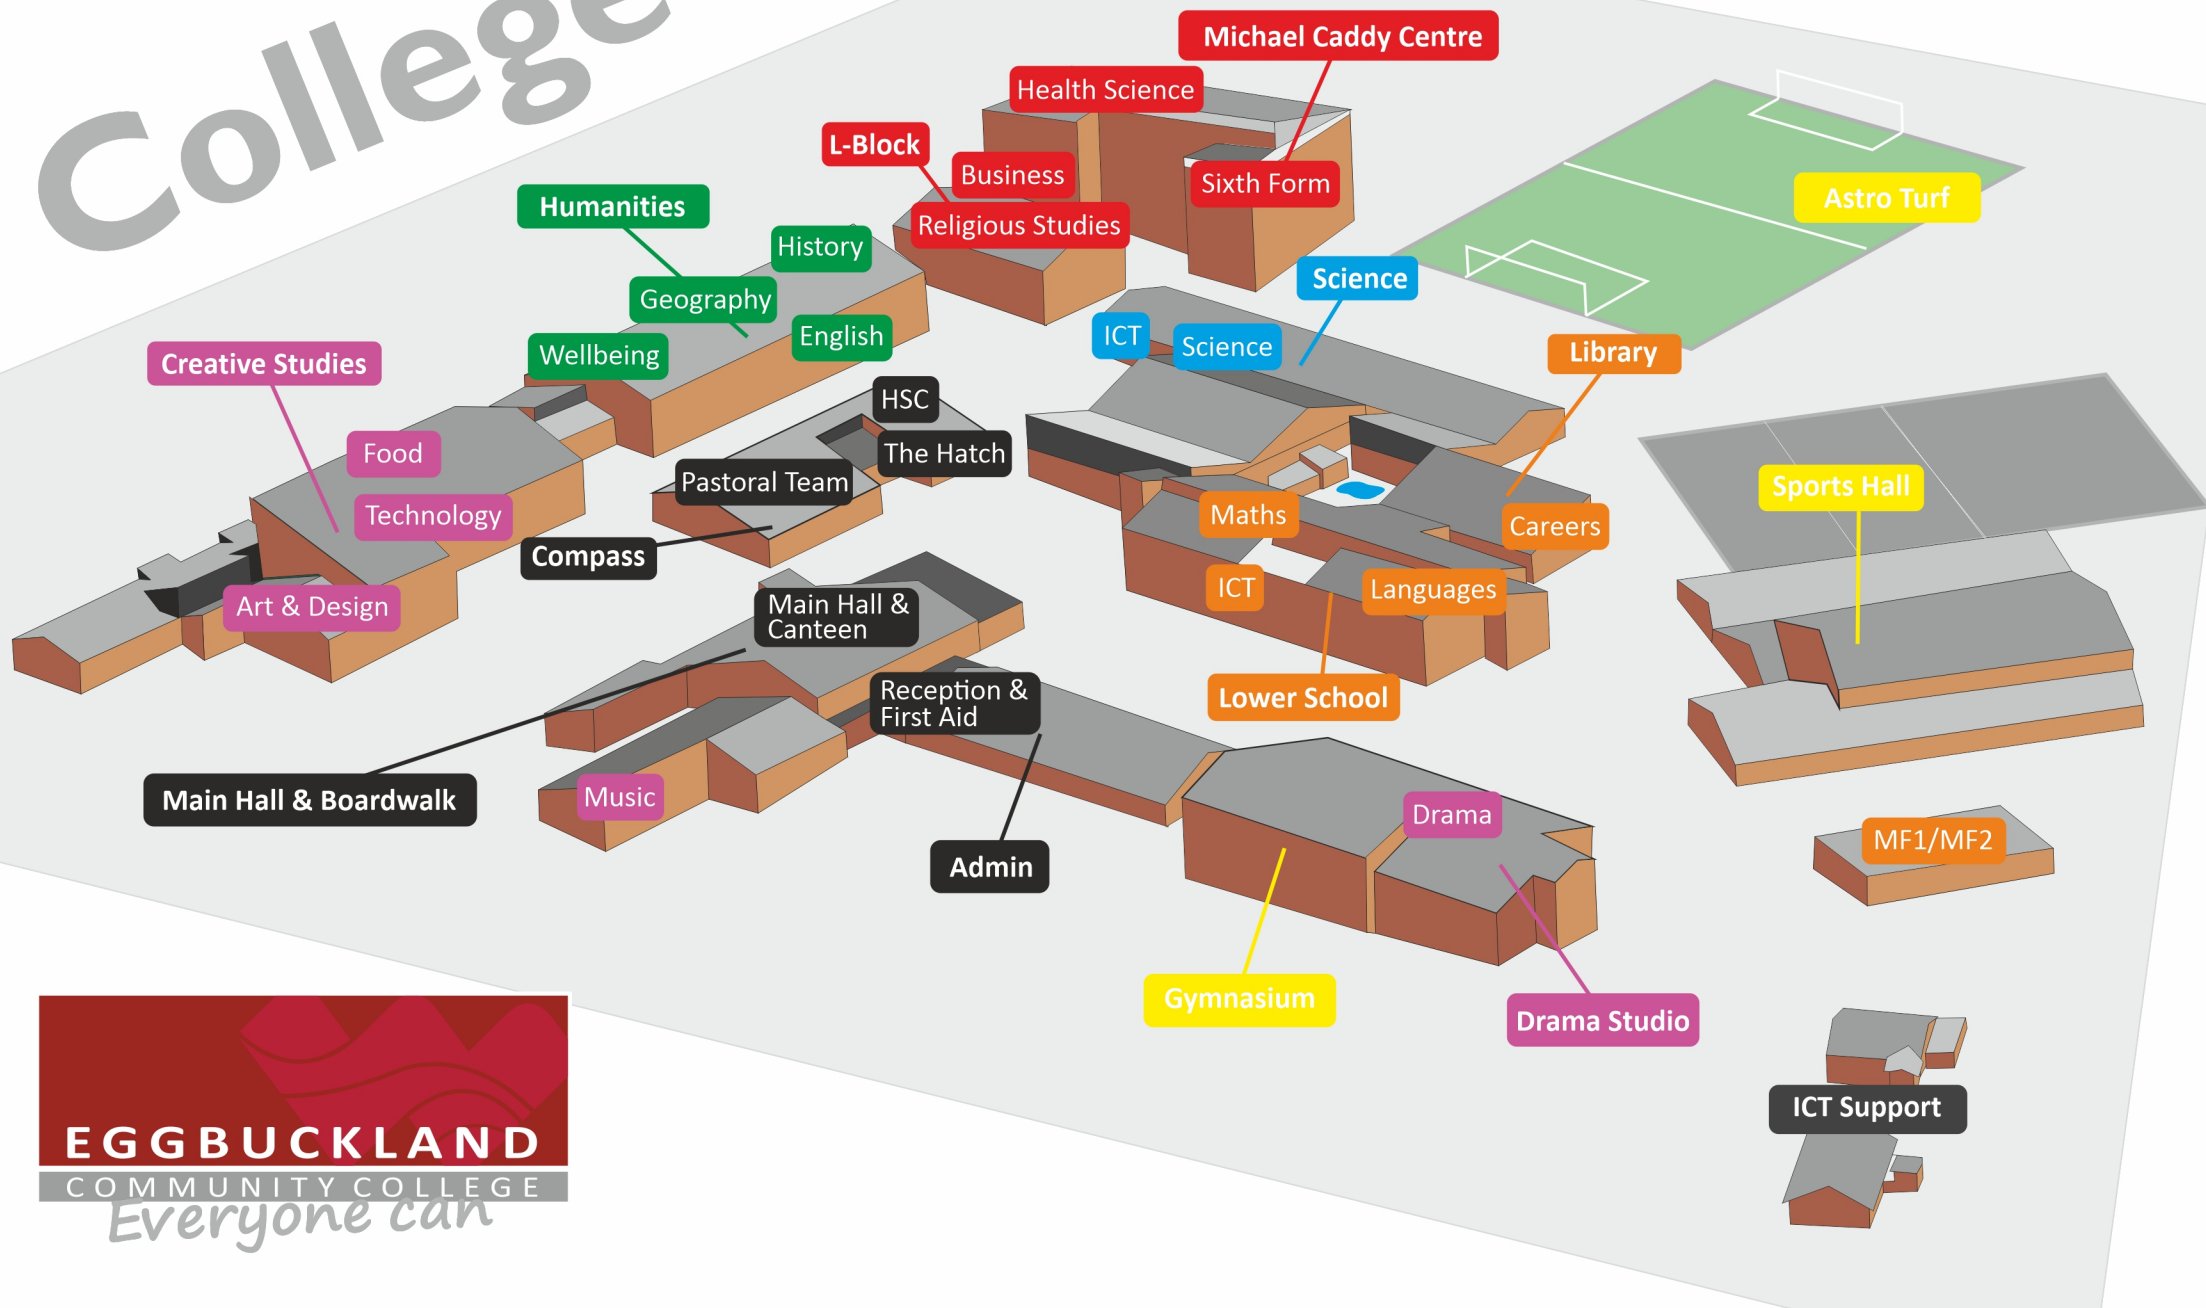 College
Michael Caddy Centre
Health Science
L-Block
Business
Sixth Form
Religious Studies
Astro Turf
Humanities
History
Geography
English
Wellbeing
Science
ICT
Science
Library
Creative Studies
Food
Technology
Art & Design
HSC
The Hatch
Pastoral Team
Compass
Maths
Careers
ICT
Languages
Lower School
Sports Hall
Main Hall &
Canteen
Reception &
First Aid
Main Hall & Boardwalk
Music
Admin
Drama
MF1/MF2
Gymnasium
Drama Studio
ICT Support
EGGBUCKLAND
COMMUNITY COLLEGE
Everyone can